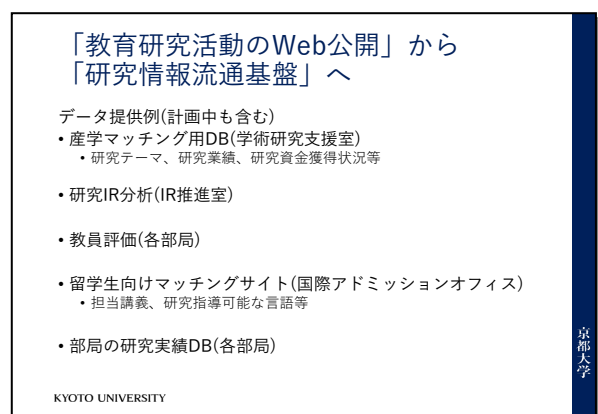 「教育研究活動のWeb公開」から
「研究情報流通基盤」へ
データ提供例(計画中も含む)
• 産学マッチング用DB(学術研究支援室)
• 研究テーマ、研究業績、研究資金獲得状況等
• 研究IR分析(IR推進室)
• 教員評価(各部局)
• 留学生向けマッチングサイト(国際アドミッションオフィス)
• 担当講義、研究指導可能な言語等
• 部局の研究実績DB(各部局)
京都大学
KYOTO UNIVERSITY